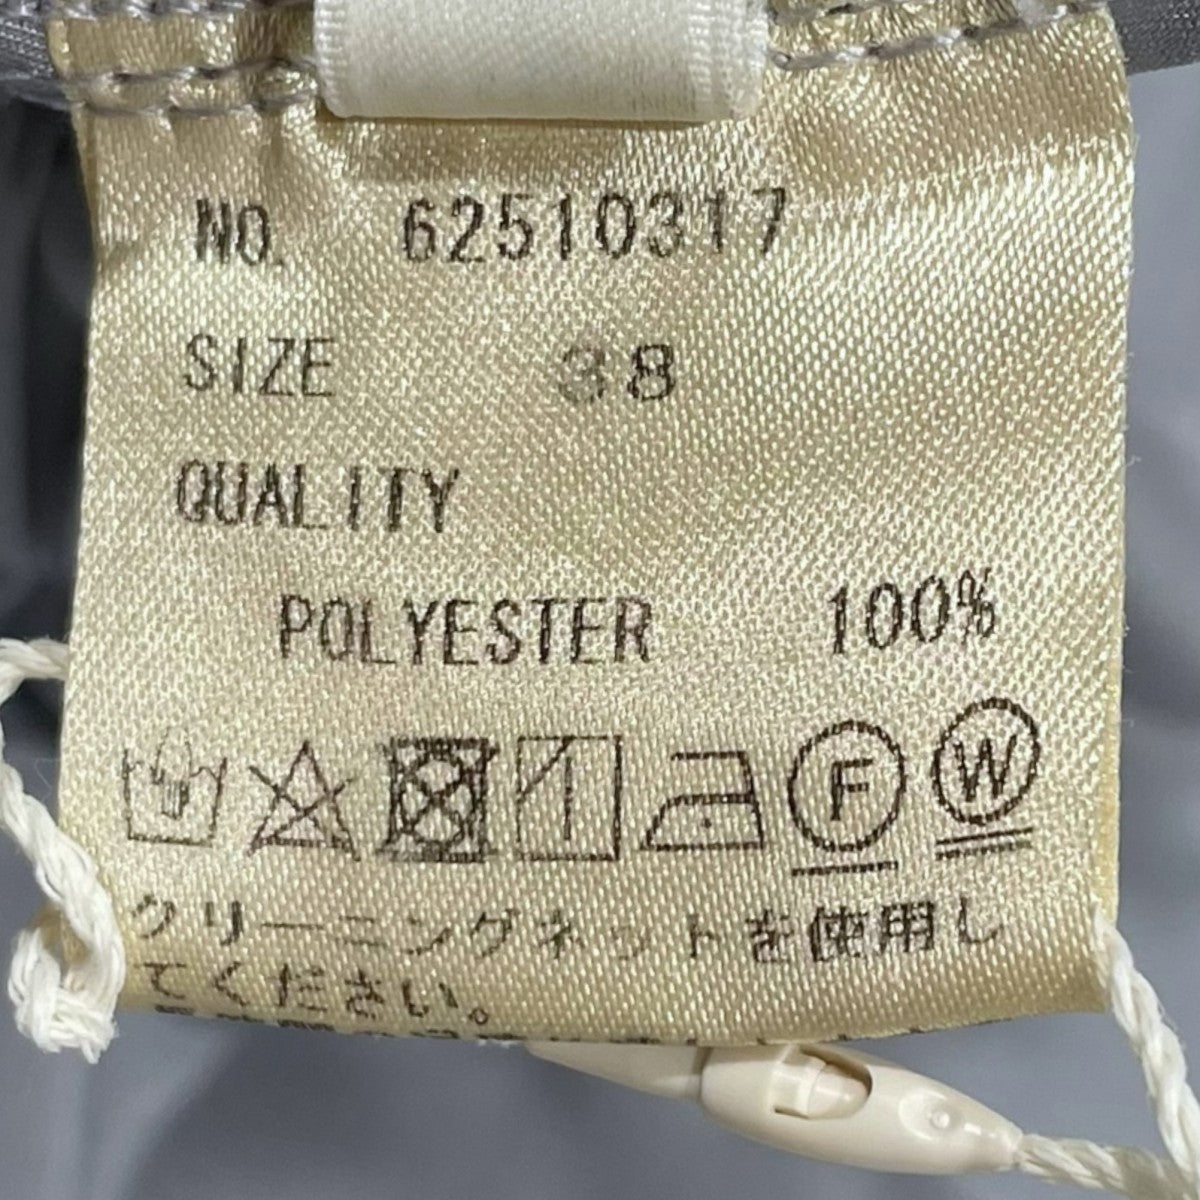 NO. 62510317
SIZE 38
QUALITY
POLYESTER 100%
F W
クリーニングネットを使用し
てください。